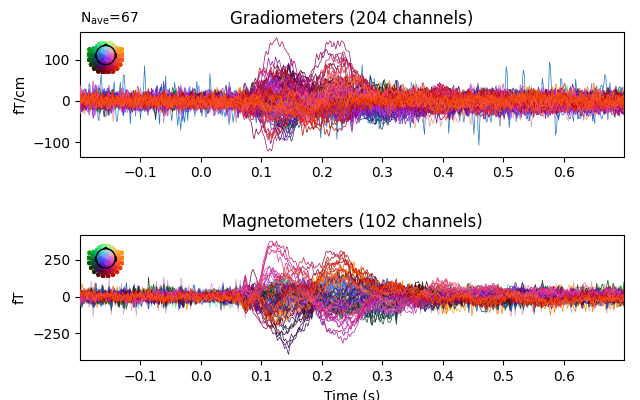 N_ave=67
Gradiometers (204 channels)
100
0
−100
fT/cm
−0.1 0.0 0.1 0.2 0.3 0.4 0.5 0.6
Magnetometers (102 channels)
250
0
−250
fT
−0.1 0.0 0.1 0.2 0.3 0.4 0.5 0.6
Time (s)